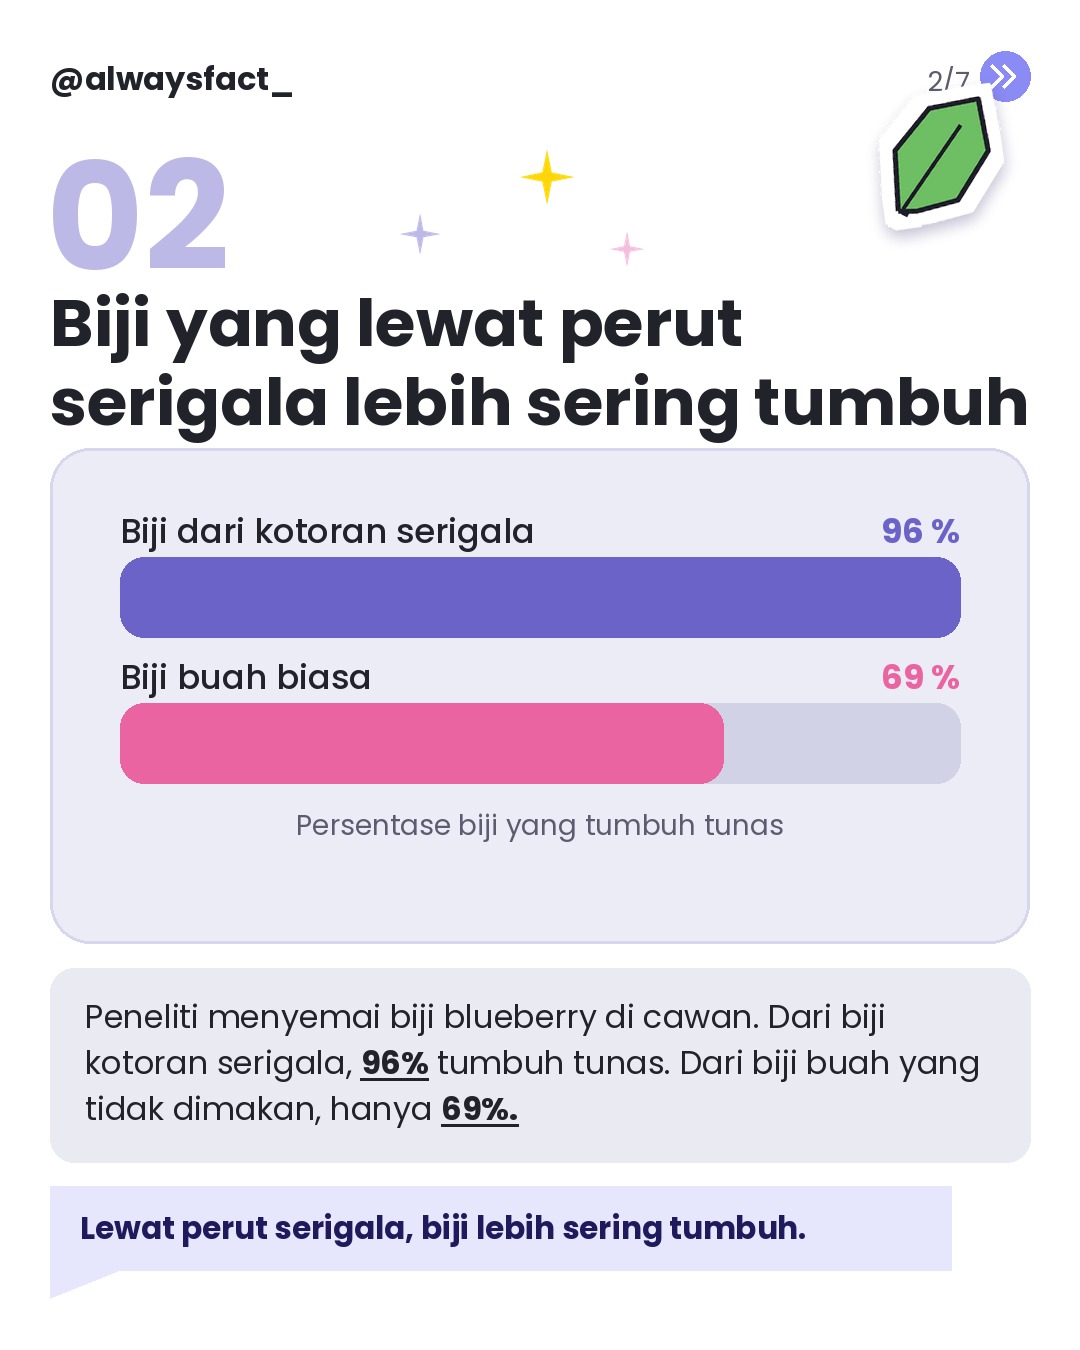 @alwaysfact_
2/7
02
Biji yang lewat perut
serigala lebih sering tumbuh
Biji dari kotoran serigala 96 %
Biji buah biasa 69 %
Persentase biji yang tumbuh tunas
Peneliti menyemai biji blueberry di cawan. Dari biji
kotoran serigala, 96% tumbuh tunas. Dari biji buah yang
tidak dimakan, hanya 69%.
Lewat perut serigala, biji lebih sering tumbuh.